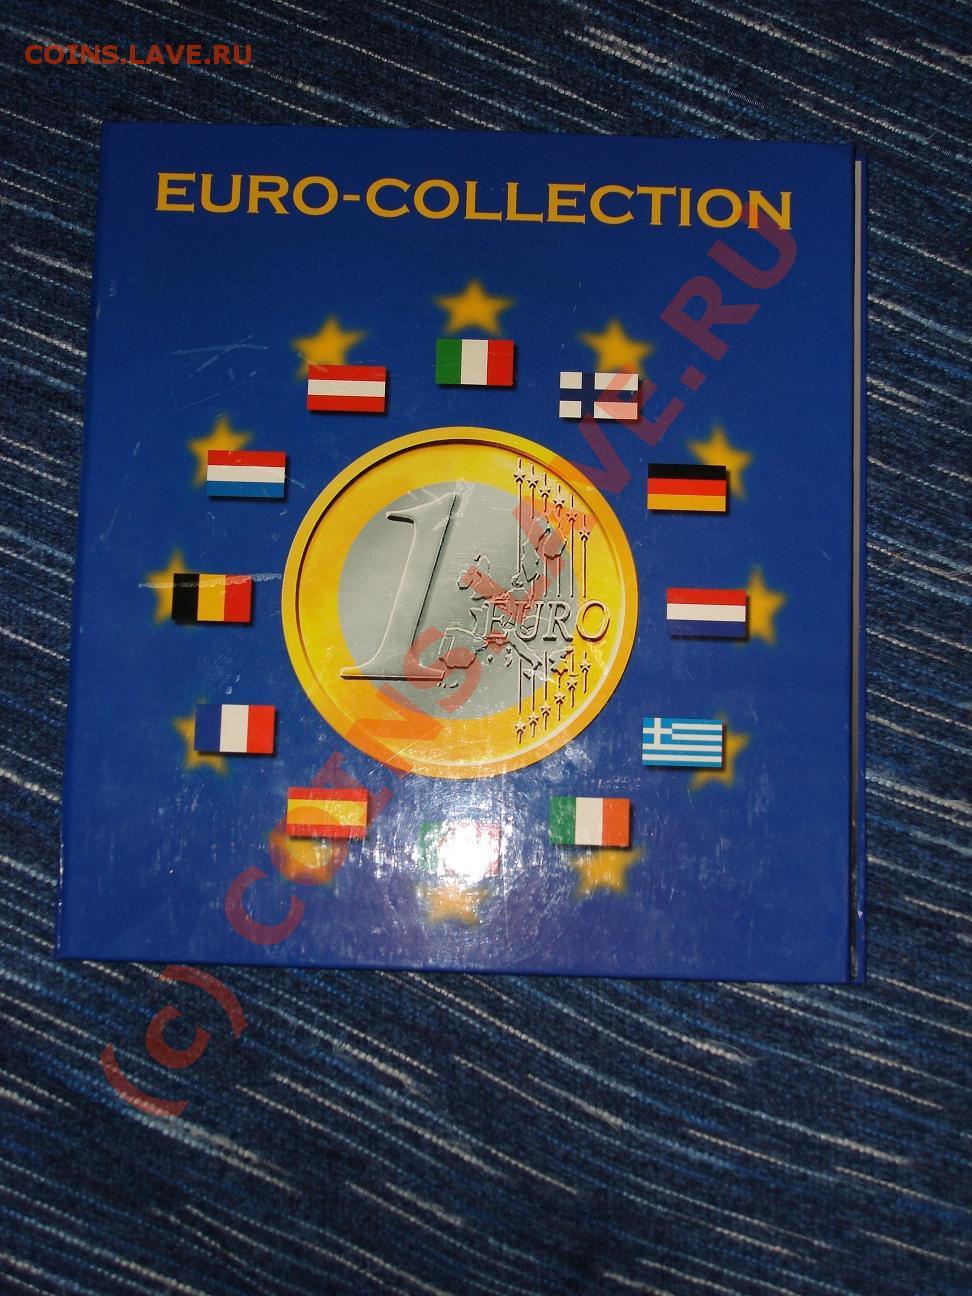 COINS.LAVE.RU
EURO-COLLECTION
1
EURO
(c) COINS.LAVE.RU